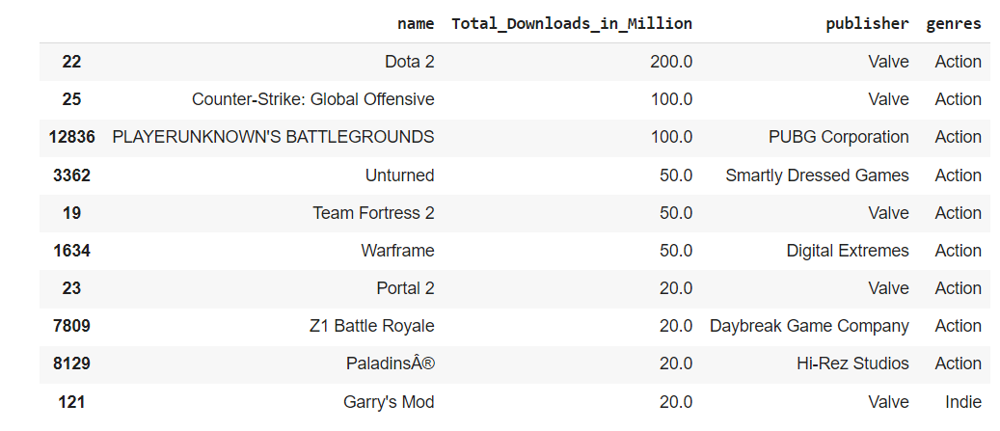 name Total_Downloads_in_Million publisher genres
22 Dota 2 200.0 Valve Action
25 Counter-Strike: Global Offensive 100.0 Valve Action
12836 PLAYERUNKNOWN'S BATTLEGROUNDS 100.0 PUBG Corporation Action
3362 Unturned 50.0 Smartly Dressed Games Action
19 Team Fortress 2 50.0 Valve Action
1634 Warframe 50.0 Digital Extremes Action
23 Portal 2 20.0 Valve Action
7809 Z1 Battle Royale 20.0 Daybreak Game Company Action
8129 PaladinsÂ® 20.0 Hi-Rez Studios Action
121 Garry's Mod 20.0 Valve Indie